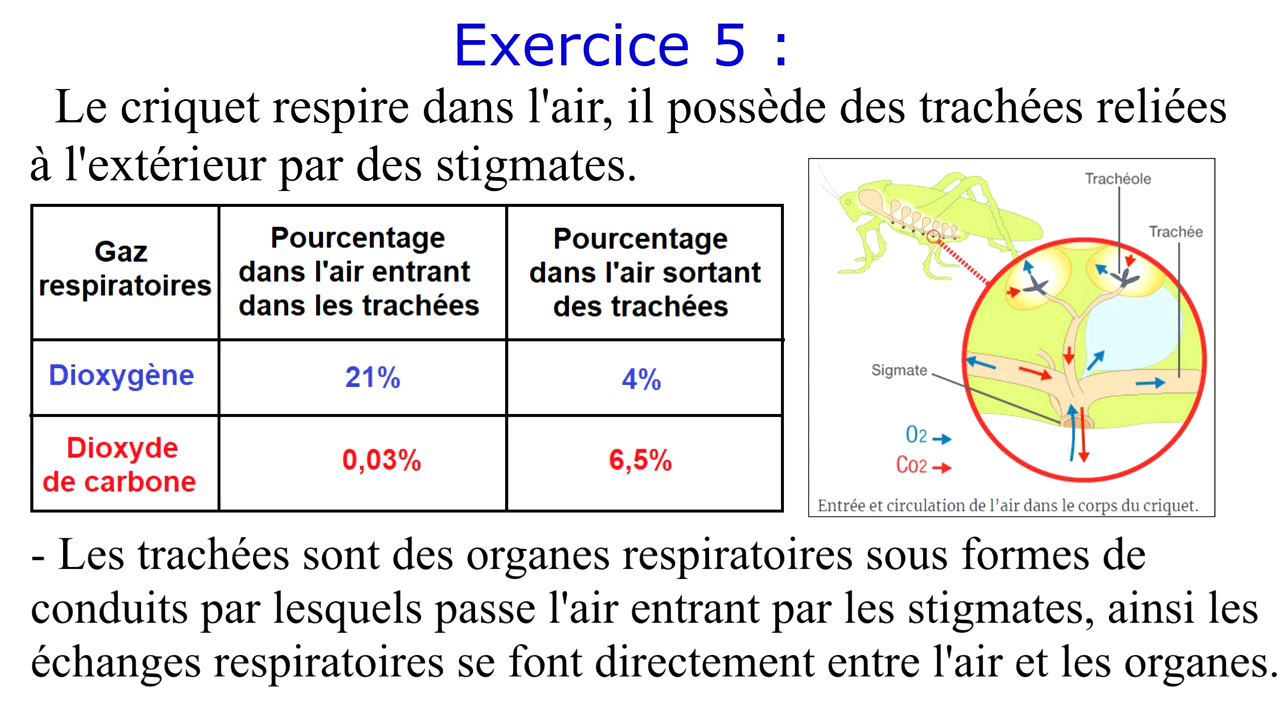 Exercice 5 :
Le criquet respire dans l'air, il possède des trachées reliées
à l'extérieur par des stigmates.
Gaz
respiratoires
Pourcentage
dans l'air entrant
dans les trachées
Pourcentage
dans l'air sortant
des trachées
Dioxygène
21%
4%
Dioxyde
de carbone
0,03%
6,5%
Trachéole
Trachée
Sigmate
O2
Co2
Entrée et circulation de l'air dans le corps du criquet.
- Les trachées sont des organes respiratoires sous formes de
conduits par lesquels passe l'air entrant par les stigmates, ainsi les
échanges respiratoires se font directement entre l'air et les organes.